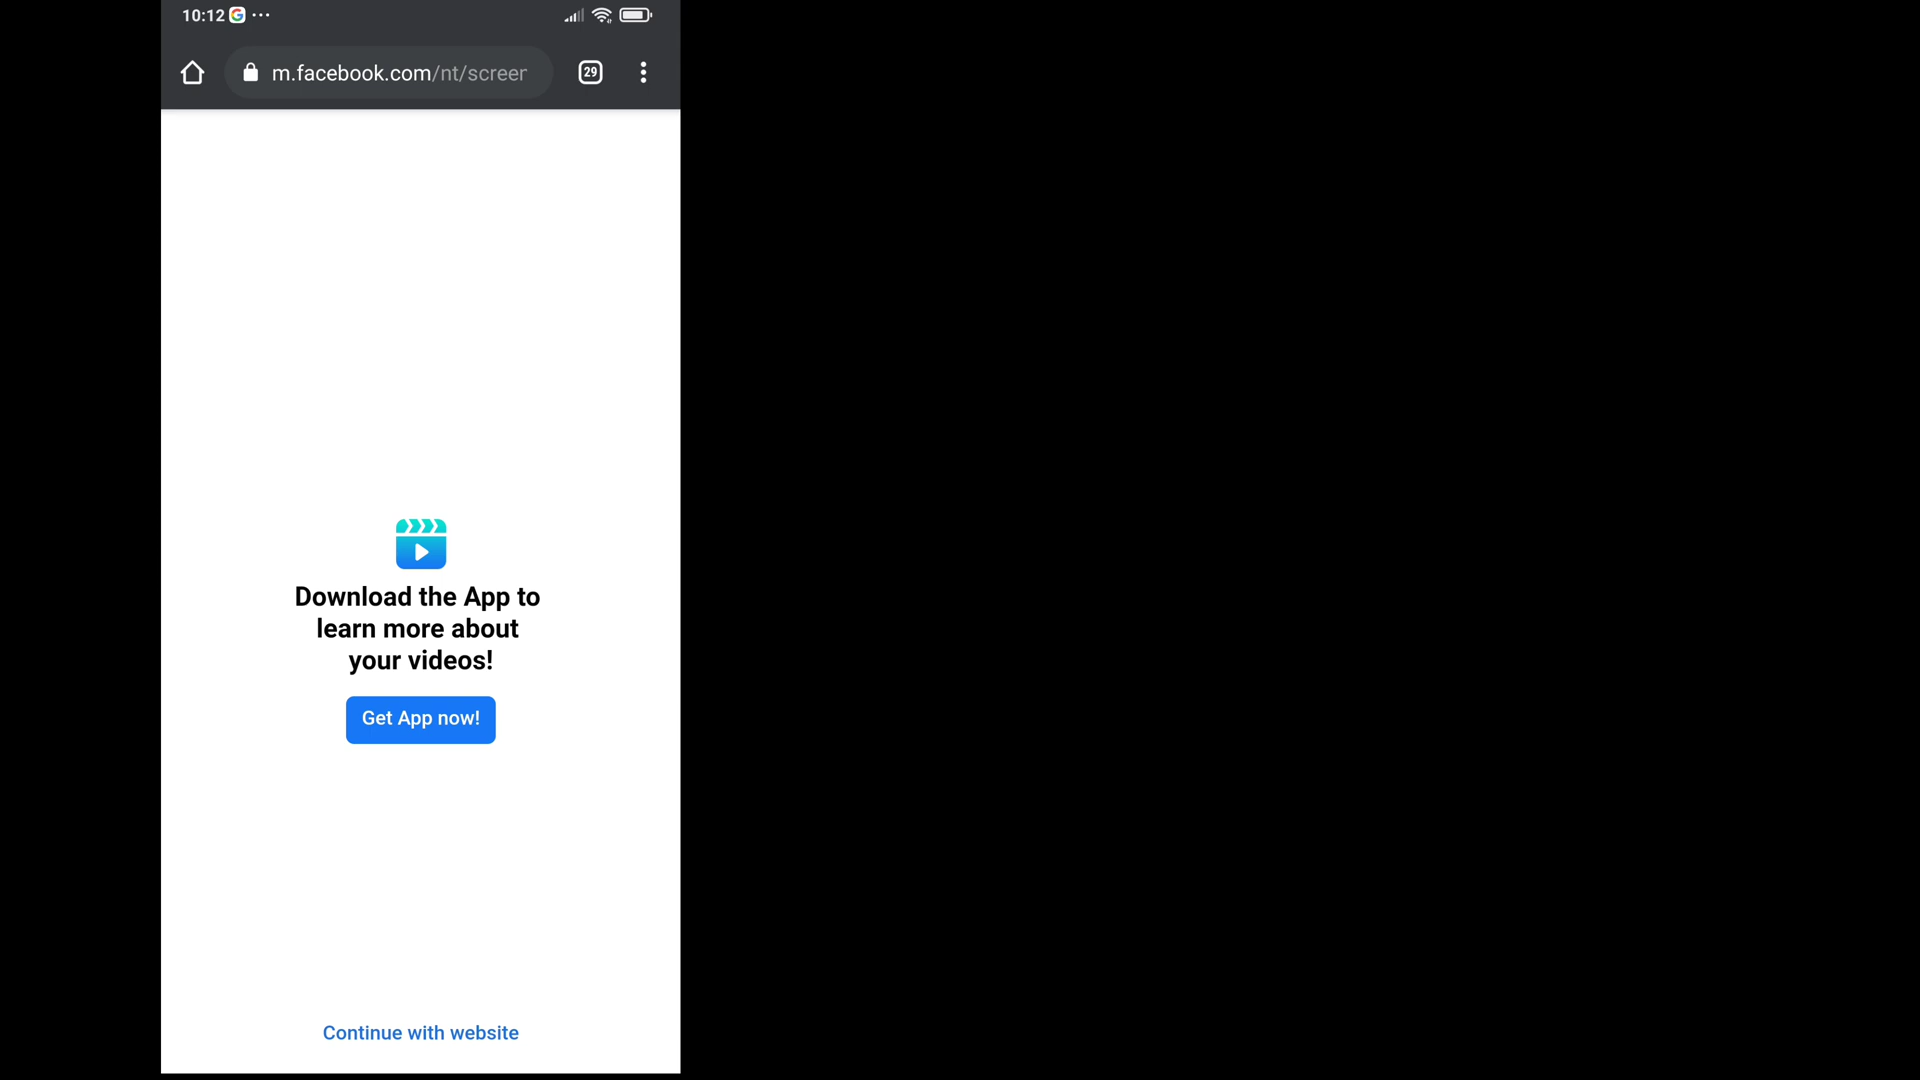 10:12
m.facebook.com/nt/screen
29
Download the App to
learn more about
your videos!
Get App now!
Continue with website